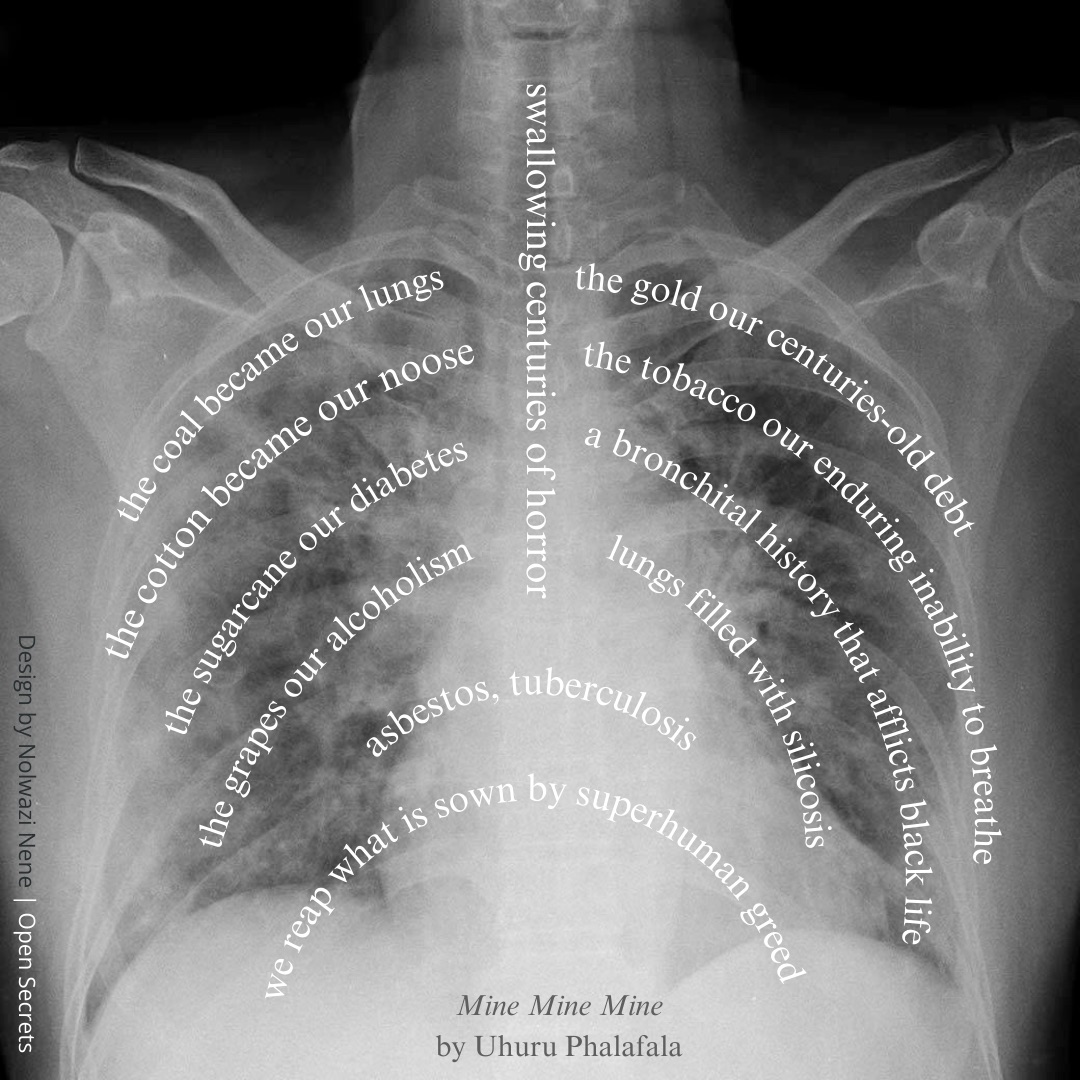 swallowing centuries of horror
the coal became our lungs
the cotton became our noose
the sugarcane our diabetes
the grapes our alcoholism
the gold our centuries-old debt
the tobacco our enduring inability to breathe
a bronchital history that afflicts black life
lungs filled with silicosis
asbestos, tuberculosis
we reap what is sown by superhuman greed
Mine Mine Mine
by Uhuru Phalafala
Design by Nolwazi Nene | Open Secrets